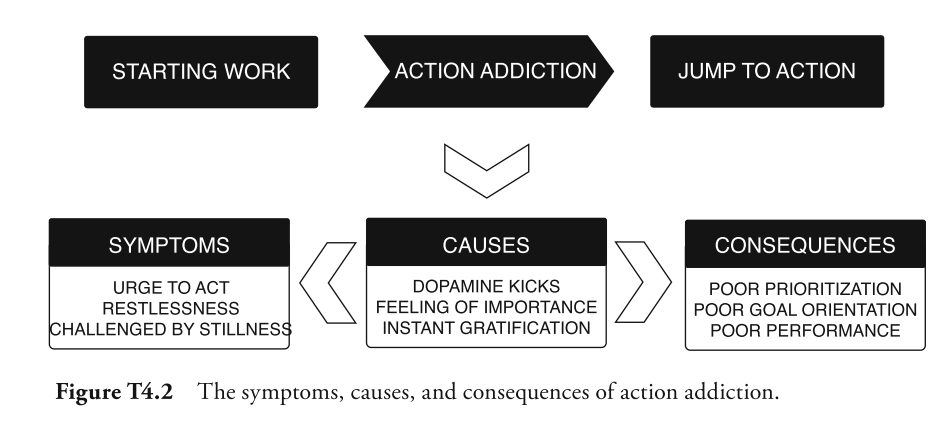 STARTING WORK
ACTION ADDICTION
JUMP TO ACTION
SYMPTOMS
URGE TO ACT
RESTLESSNESS
CHALLENGED BY STILLNESS
CAUSES
DOPAMINE KICKS
FEELING OF IMPORTANCE
INSTANT GRATIFICATION
CONSEQUENCES
POOR PRIORITIZATION
POOR GOAL ORIENTATION
POOR PERFORMANCE
Figure T4.2 The symptoms, causes, and consequences of action addiction.